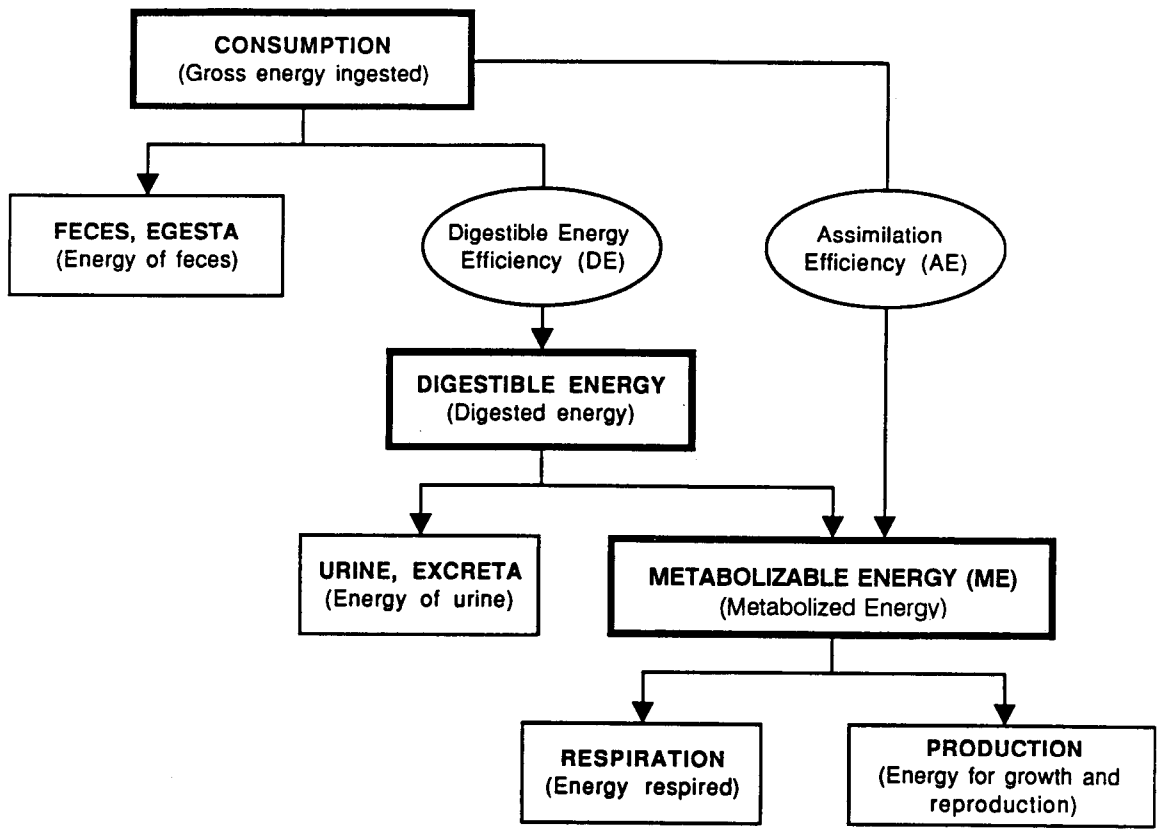 CONSUMPTION
(Gross energy ingested)
FECES, EGESTA
(Energy of feces)
Digestible Energy
Efficiency (DE)
Assimilation
Efficiency (AE)
DIGESTIBLE ENERGY
(Digested energy)
URINE, EXCRETA
(Energy of urine)
METABOLIZABLE ENERGY (ME)
(Metabolized Energy)
RESPIRATION
(Energy respired)
PRODUCTION
(Energy for growth and
reproduction)